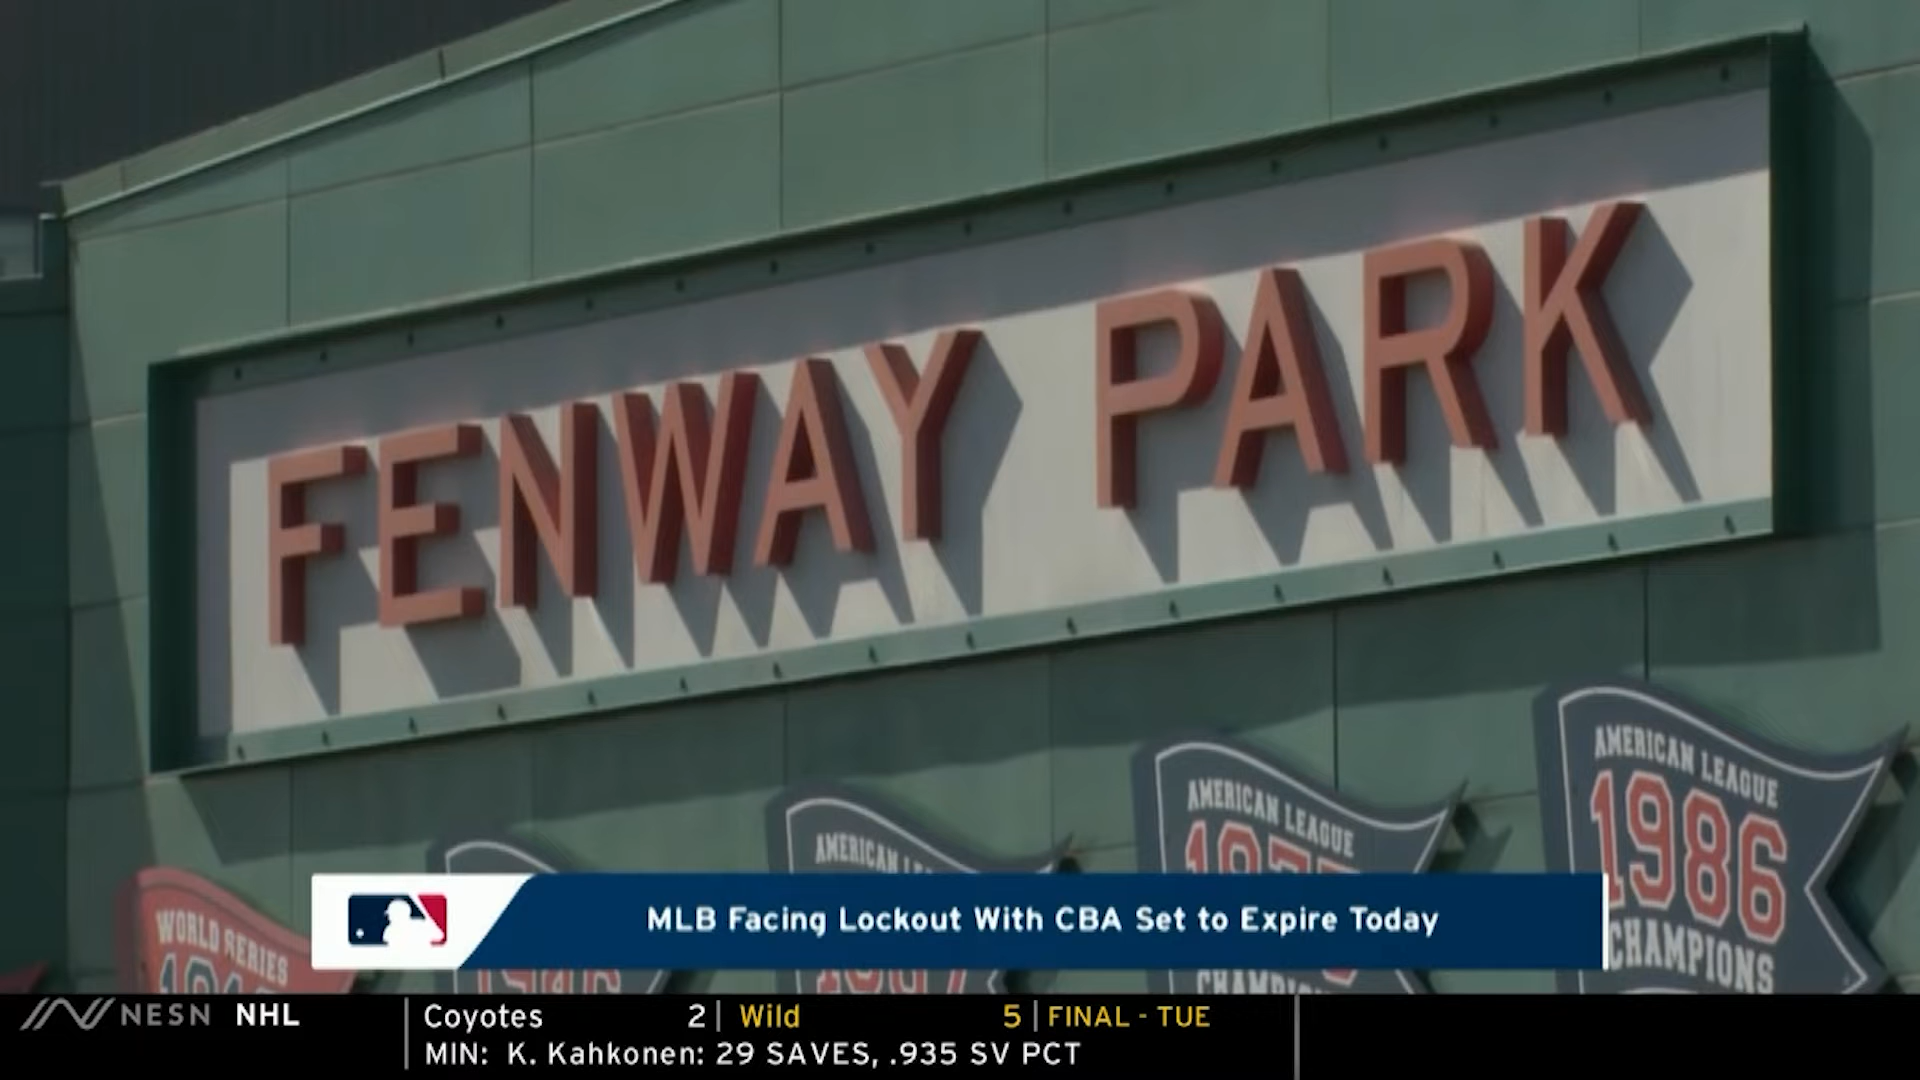 FENWAY PARK
AMERICAN LEAGUE
1986
CHAMPIONS
AMERICAN LEAGUE
AMERICAN
WORLD SERIES
MLB Facing Lockout With CBA Set to Expire Today
NESN NHL
Coyotes 2 Wild 5 FINAL - TUE
MIN: K. Kahkonen: 29 SAVES, .935 SV PCT